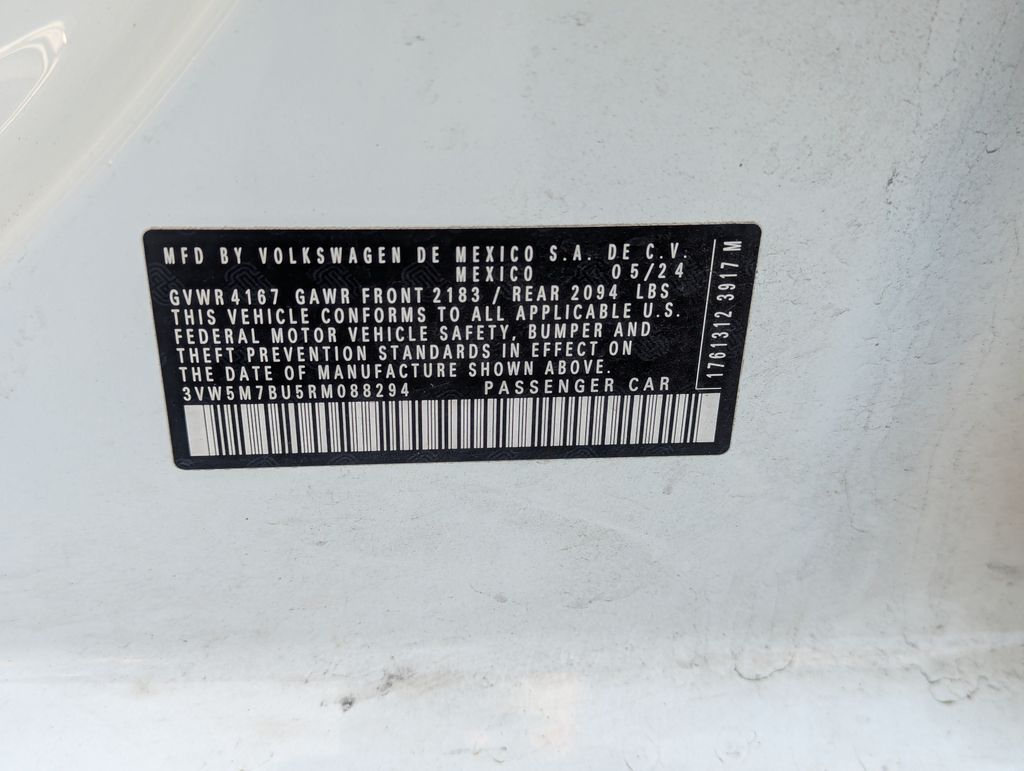 MFD BY VOLKSWAGEN DE MEXICO S.A. DE C.V.
MEXICO 05/24
GVWR 4167 GAWR FRONT 2183 / REAR 2094 LBS
THIS VEHICLE CONFORMS TO ALL APPLICABLE U.S.
FEDERAL MOTOR VEHICLE SAFETY, BUMPER AND
THEFT PREVENTION STANDARDS IN EFFECT ON
THE DATE OF MANUFACTURE SHOWN ABOVE.
3VW5M7BU5RM088294 PASSENGER CAR
1761312 3917 M